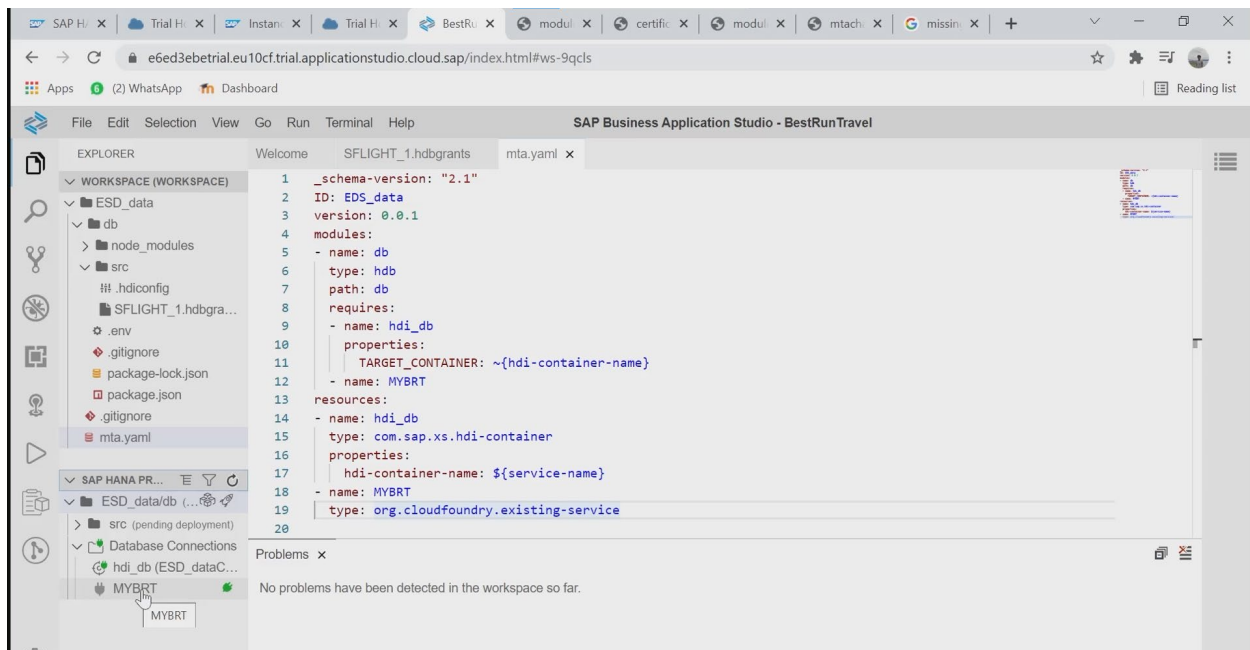 SAP H/
Trial H
Instanc
Trial H
BestRu
modul
certific
modul
mtach
missin
e6ed3ebetrial.eu10cf.trial.applicationstudio.cloud.sap/index.html#ws-9qcls
Apps
6
(2) WhatsApp
Dashboard
Reading list
File Edit Selection View Go Run Terminal Help
SAP Business Application Studio - BestRunTravel
EXPLORER
WORKSPACE (WORKSPACE)
ESD_data
db
node_modules
src
.hdiconfig
SFLIGHT_1.hdbgra...
.env
.gitignore
package-lock.json
package.json
.gitignore
mta.yaml
SAP HANA PR...
ESD_data/db (...
src (pending deployment)
Database Connections
hdi_db (ESD_dataC...
MYBRT
MYBRT
Welcome
SFLIGHT_1.hdbgrants
mta.yaml
1 _schema-version: "2.1"
2 ID: EDS_data
3 version: 0.0.1
4 modules:
5 - name: db
6 type: hdb
7 path: db
8 requires:
9 - name: hdi_db
10 properties:
11 TARGET_CONTAINER: ~{hdi-container-name}
12 - name: MYBRT
13 resources:
14 - name: hdi_db
15 type: com.sap.xs.hdi-container
16 properties:
17 hdi-container-name: ${service-name}
18 - name: MYBRT
19 type: org.cloudfoundry.existing-service
20
Problems
No problems have been detected in the workspace so far.